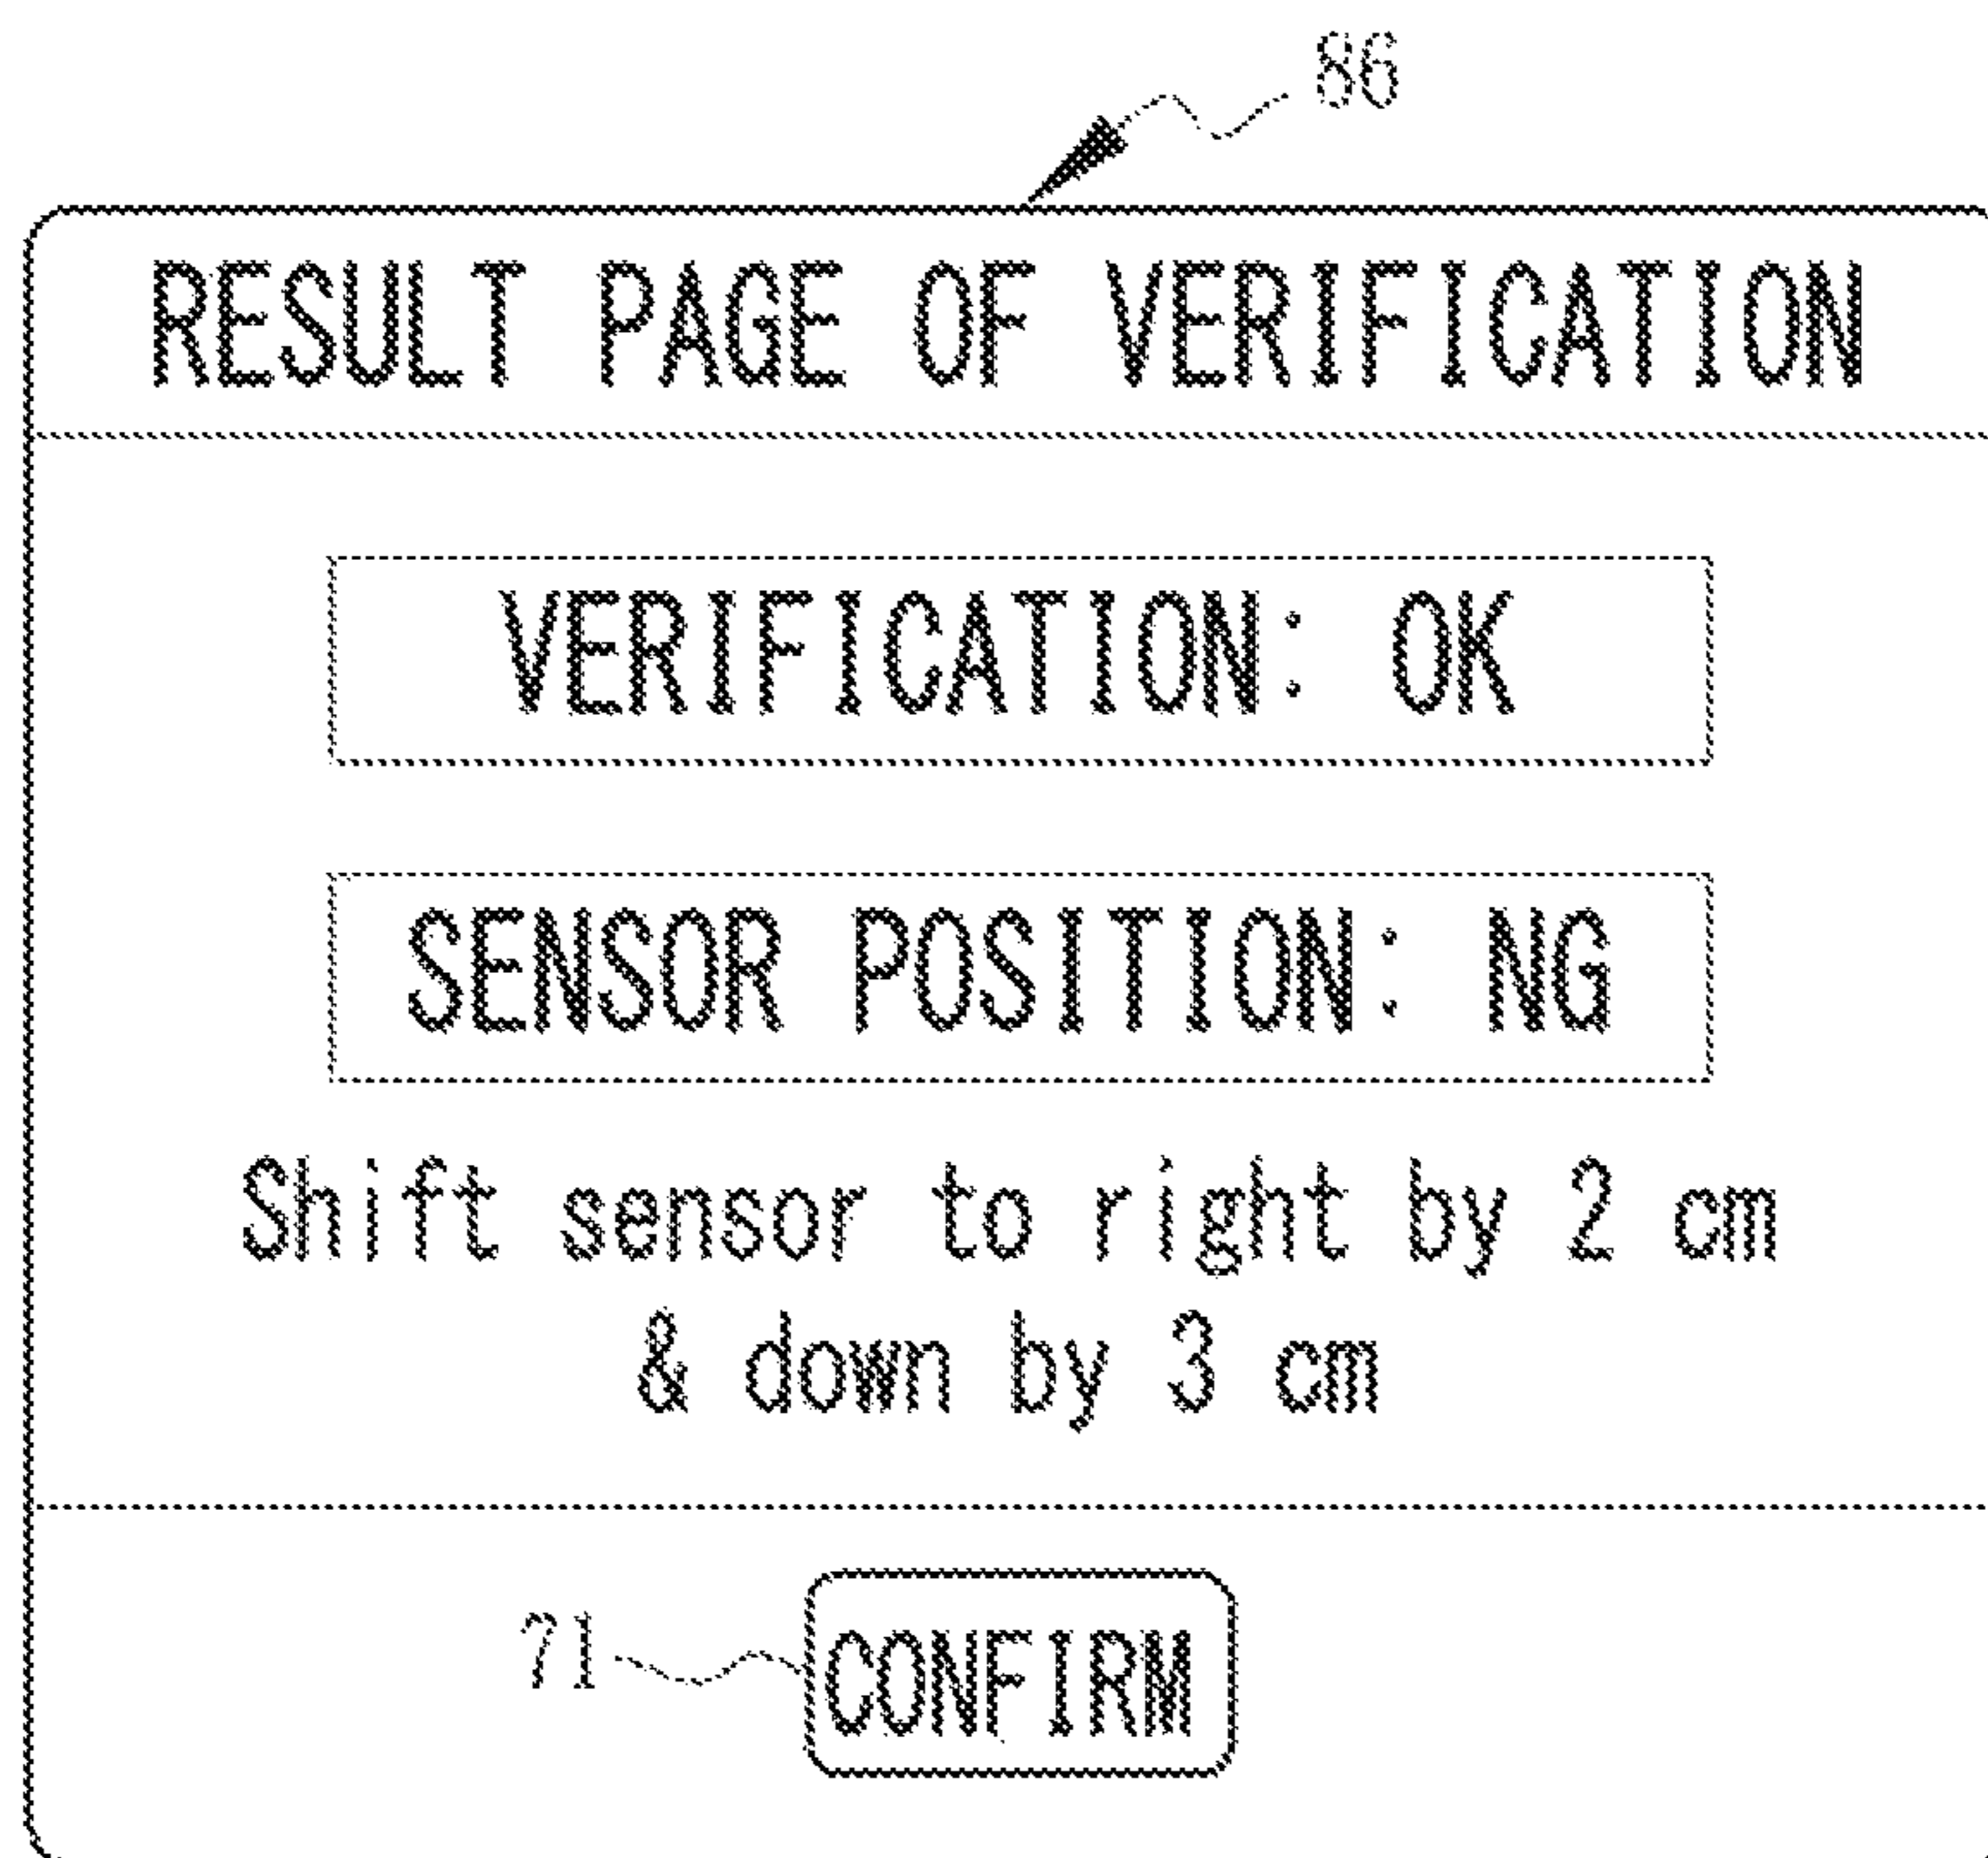 86
RESULT PAGE OF VERIFICATION
VERIFICATION: OK
SENSOR POSITION: NG
Shift sensor to right by 2 cm
& down by 3 cm
71 CONFIRM